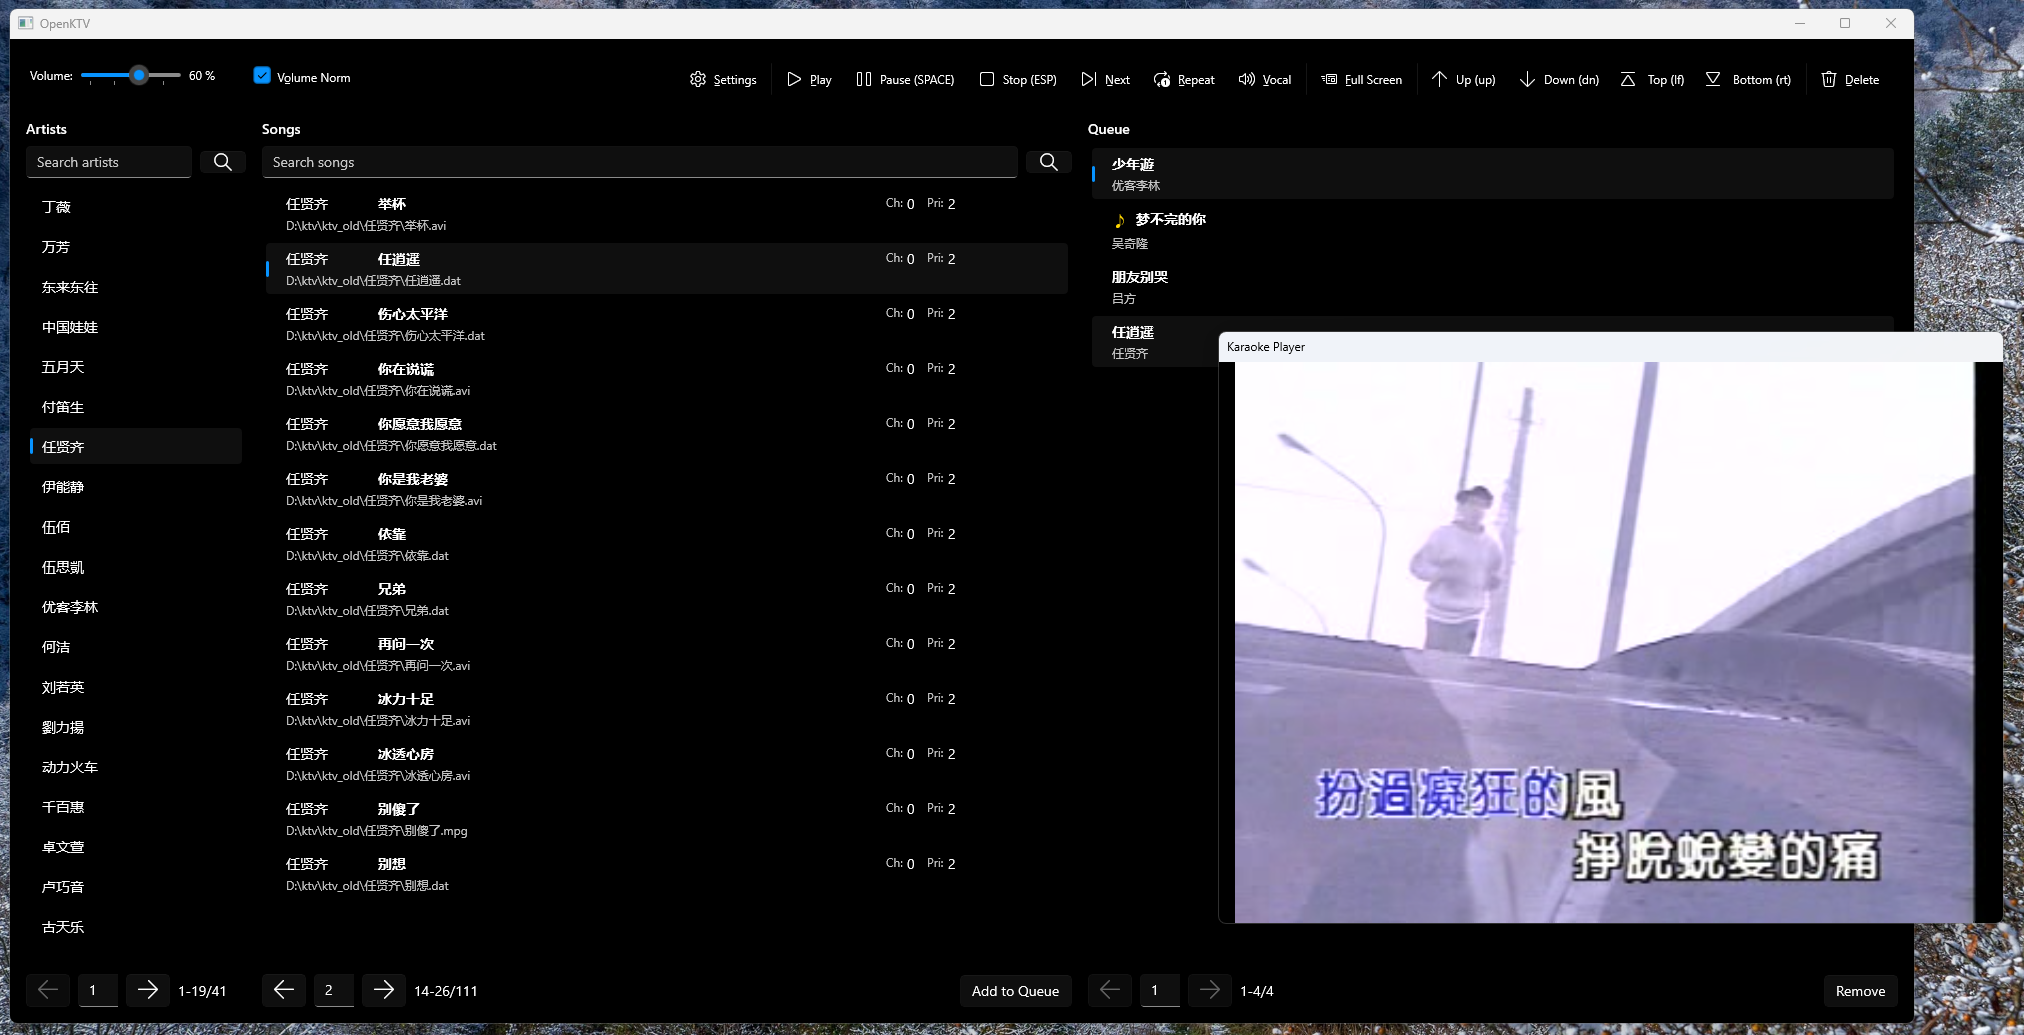 OpenKTV
Volume: 60 %
Volume Norm
Settings
Play
Pause (SPACE)
Stop (ESP)
Next
Repeat
Vocal
Full Screen
Up (up)
Down (dn)
Top (lf)
Bottom (rt)
Delete
Artists
Search artists
丁薇
万芳
东来东往
中国娃娃
五月天
付笛生
任贤齐
伊能静
伍佰
伍思凱
优客李林
何洁
刘若英
劉力揚
动力火车
千百惠
卓文萱
卢巧音
古天乐
1
1-19/41
Songs
Search songs
任贤齐 举杯 Ch: 0 Pri: 2
D:\ktv\ktv_old\任贤齐\举杯.avi
任贤齐 任逍遥 Ch: 0 Pri: 2
D:\ktv\ktv_old\任贤齐\任逍遥.dat
任贤齐 伤心太平洋 Ch: 0 Pri: 2
D:\ktv\ktv_old\任贤齐\伤心太平洋.dat
任贤齐 你在说谎 Ch: 0 Pri: 2
D:\ktv\ktv_old\任贤齐\你在说谎.avi
任贤齐 你愿意我愿意 Ch: 0 Pri: 2
D:\ktv\ktv_old\任贤齐\你愿意我愿意.dat
任贤齐 你是我老婆 Ch: 0 Pri: 2
D:\ktv\ktv_old\任贤齐\你是我老婆.avi
任贤齐 依靠 Ch: 0 Pri: 2
D:\ktv\ktv_old\任贤齐\依靠.dat
任贤齐 兄弟 Ch: 0 Pri: 2
D:\ktv\ktv_old\任贤齐\兄弟.dat
任贤齐 再问一次 Ch: 0 Pri: 2
D:\ktv\ktv_old\任贤齐\再问一次.avi
任贤齐 冰力十足 Ch: 0 Pri: 2
D:\ktv\ktv_old\任贤齐\冰力十足.avi
任贤齐 冰透心房 Ch: 0 Pri: 2
D:\ktv\ktv_old\任贤齐\冰透心房.avi
任贤齐 别傻了 Ch: 0 Pri: 2
D:\ktv\ktv_old\任贤齐\别傻了.mpg
任贤齐 别想 Ch: 0 Pri: 2
D:\ktv\ktv_old\任贤齐\别想.dat
2
14-26/111
Add to Queue
Queue
少年遊
优客李林
梦不完的你
吴奇隆
朋友别哭
吕方
任逍遥
任贤齐
Karaoke Player
扮過癡狂的風
掙脫蛻變的痛
1
1-4/4
Remove